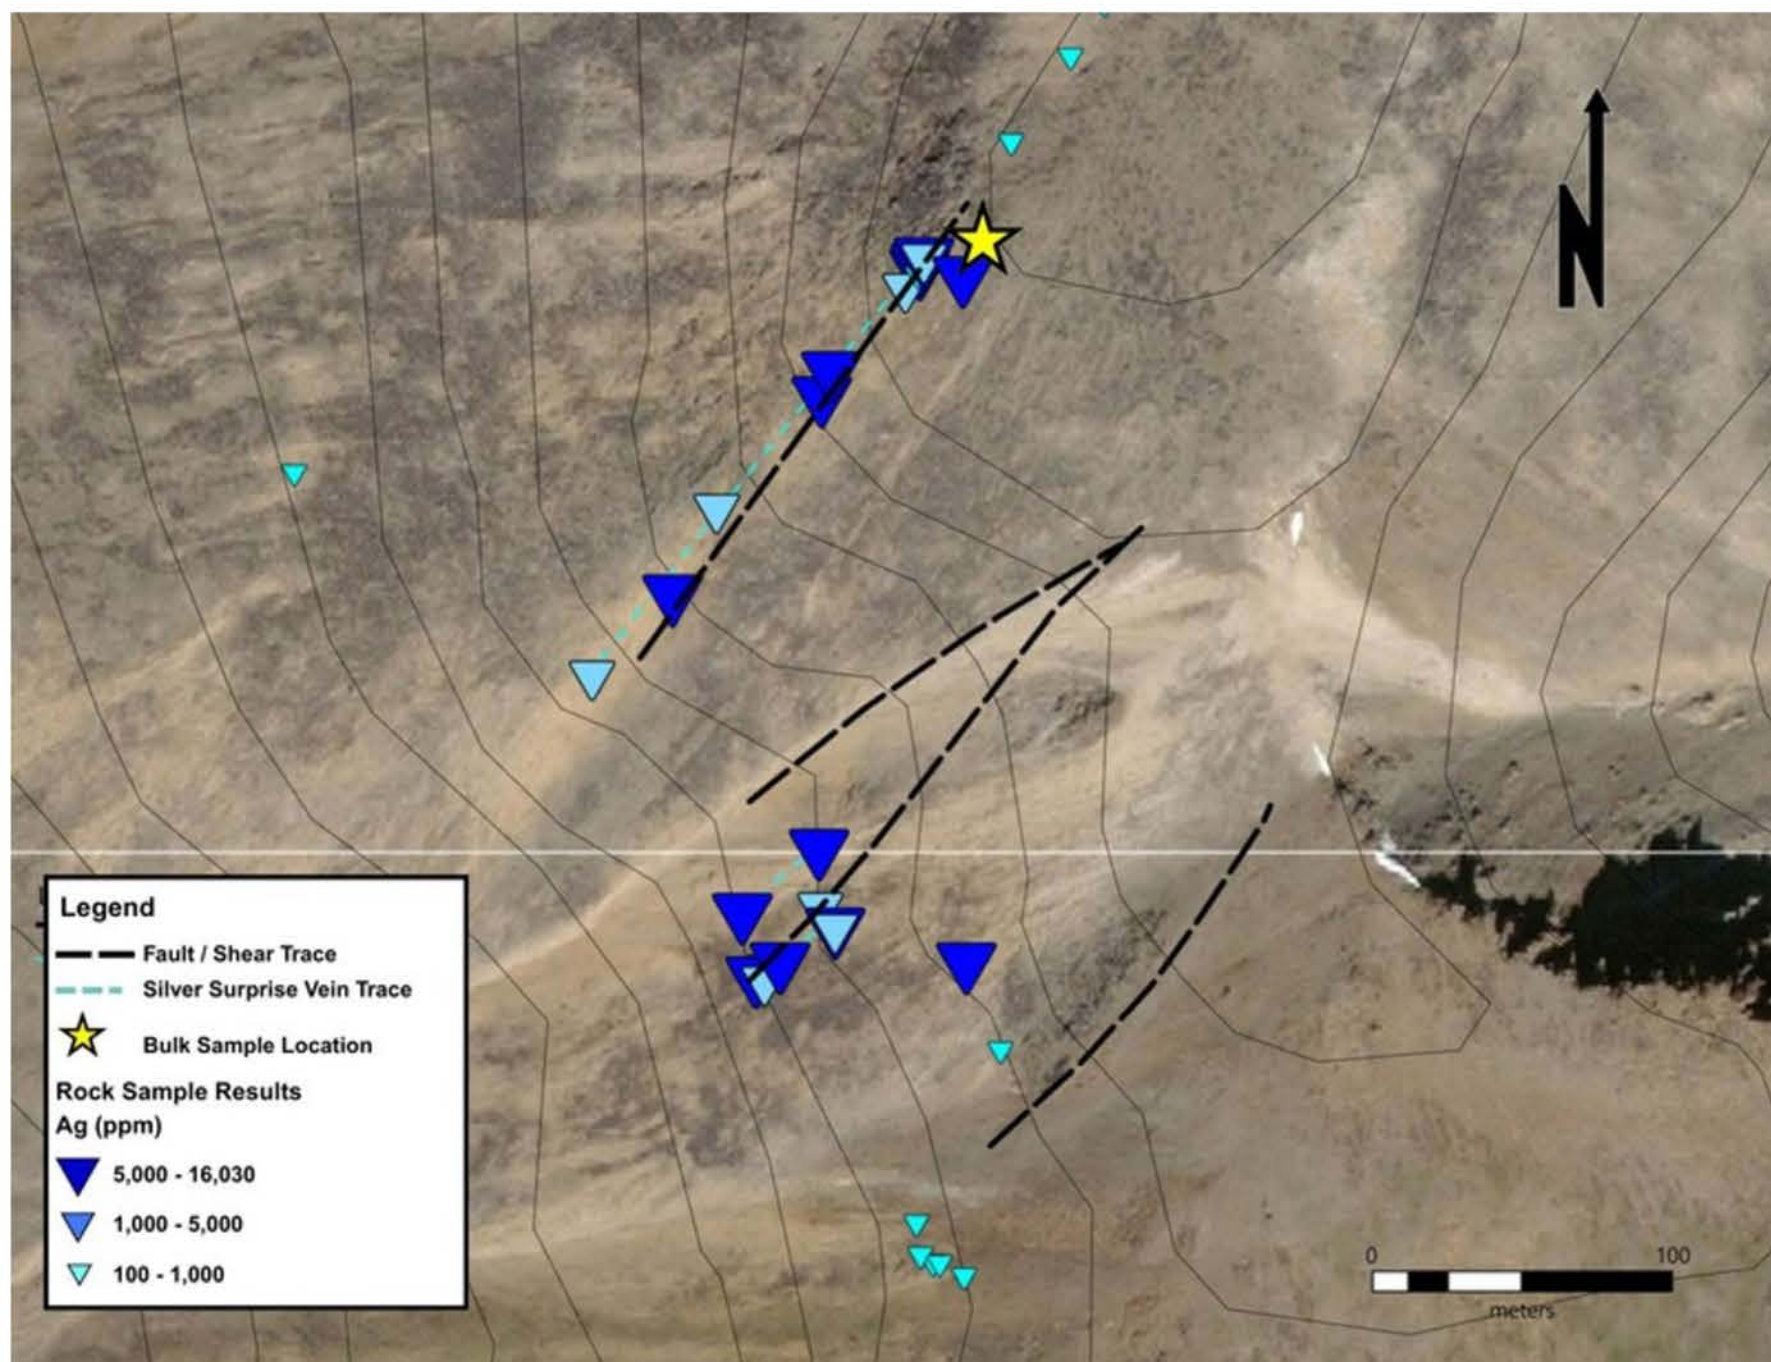 N
Legend
Fault / Shear Trace
Silver Surprise Vein Trace
Bulk Sample Location
Rock Sample Results
Ag (ppm)
5,000 - 16,030
1,000 - 5,000
100 - 1,000
0 100
meters